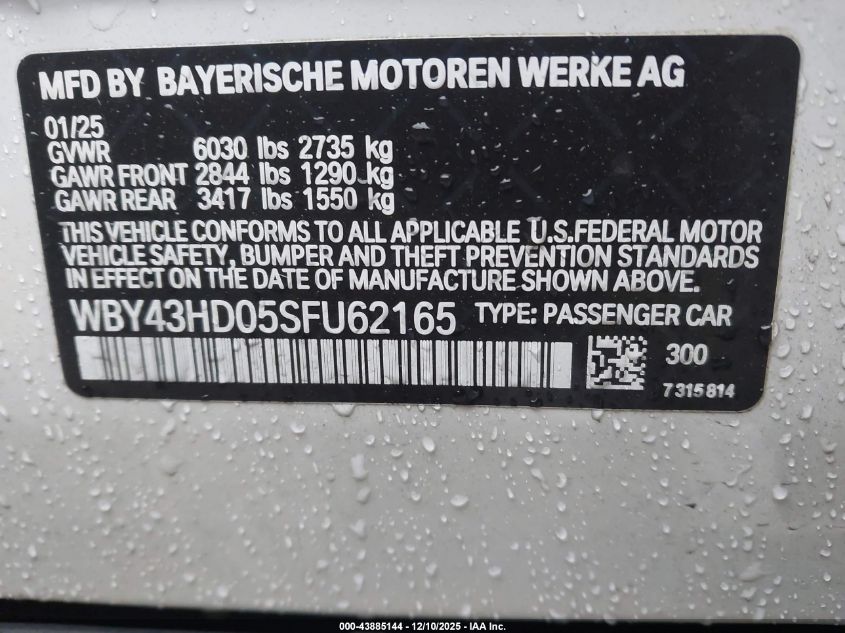 MFD BY BAYERISCHE MOTOREN WERKE AG
01/25
GVWR 6030 lbs 2735 kg
GAWR FRONT 2844 lbs 1290 kg
GAWR REAR 3417 lbs 1550 kg
THIS VEHICLE CONFORMS TO ALL APPLICABLE U.S.FEDERAL MOTOR
VEHICLE SAFETY, BUMPER AND THEFT PREVENTION STANDARDS
IN EFFECT ON THE DATE OF MANUFACTURE SHOWN ABOVE.
WBY43HD05SFU62165 TYPE: PASSENGER CAR
300
7315814
000-43885144 - 12/10/2025 - IAA Inc.